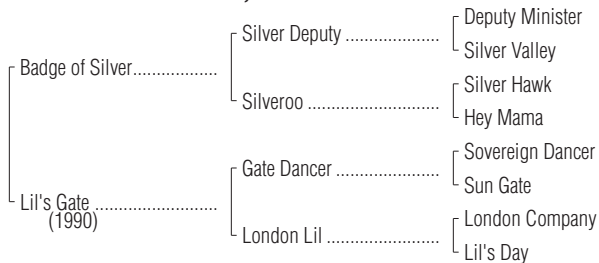 Deputy Minister
Silver Deputy ....................
Silver Valley
Badge of Silver..................
Silver Hawk
Silveroo ............................
Hey Mama
Sovereign Dancer
Gate Dancer ......................
Sun Gate
Lil's Gate ..........................
(1990)
London Company
London Lil ........................
Lil's Day